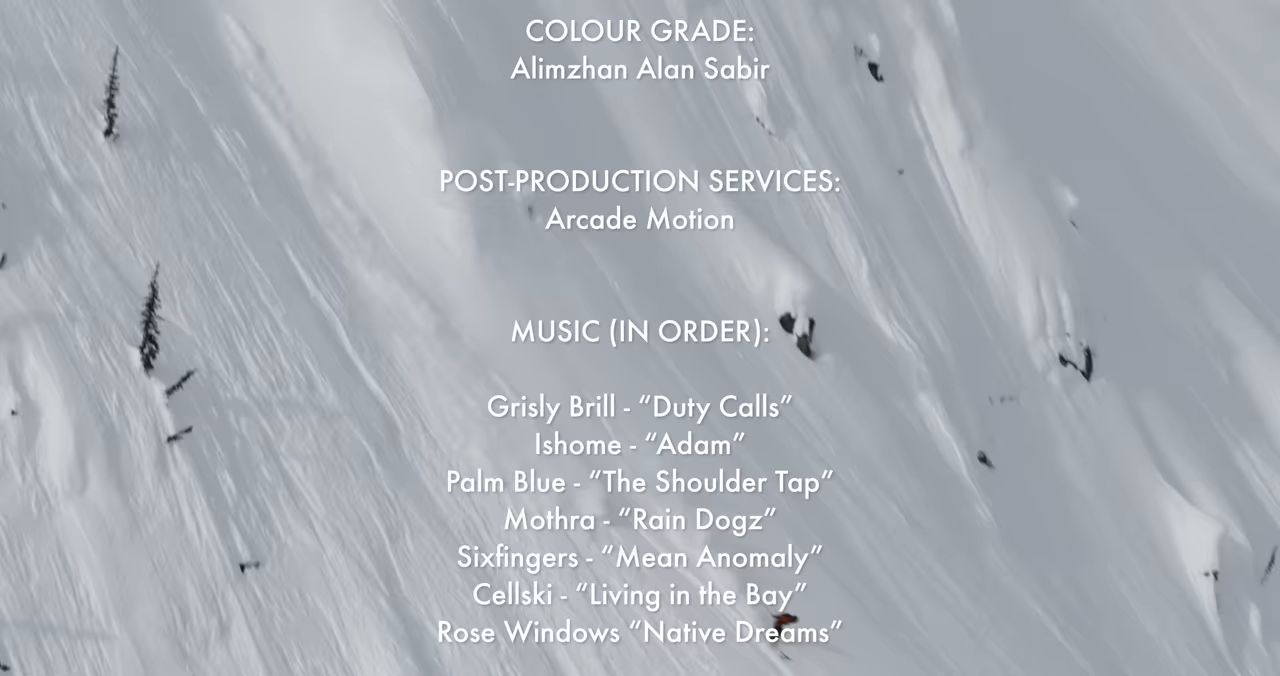 COLOUR GRADE:
Alimzhan Alan Sabir
POST-PRODUCTION SERVICES:
Arcade Motion
MUSIC (IN ORDER):
Grisly Brill - “Duty Calls”
Ishome - “Adam”
Palm Blue - “The Shoulder Tap”
Mothra - “Rain Dogz”
Sixfingers - “Mean Anomaly”
Cellski - “Living in the Bay”
Rose Windows “Native Dreams”